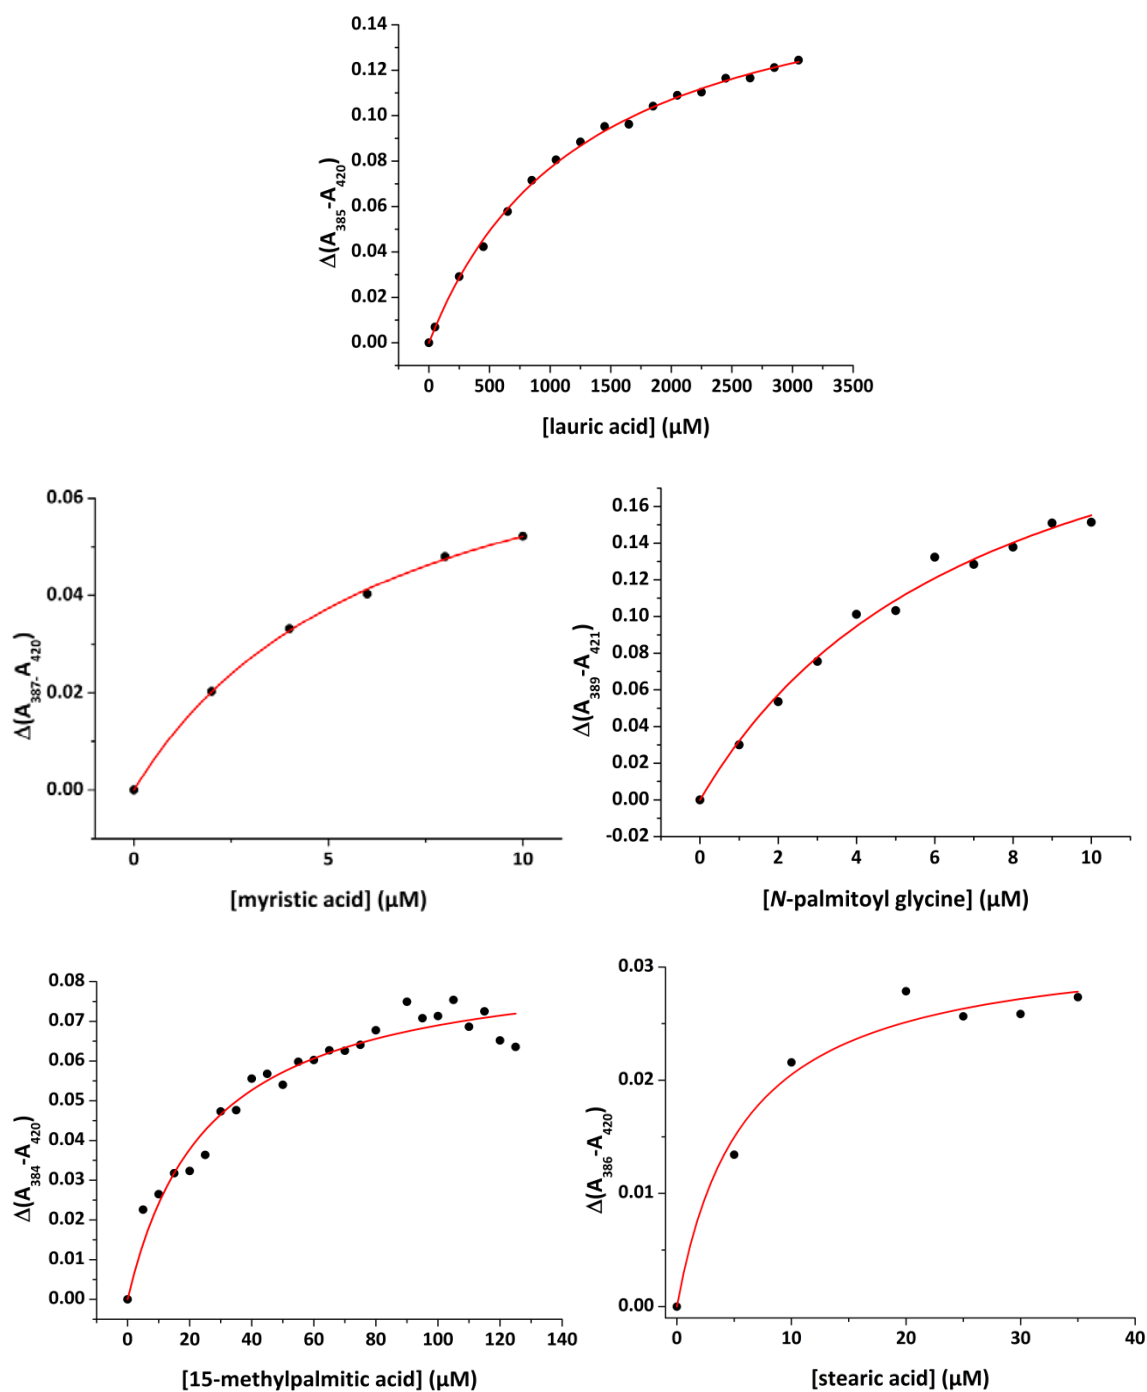 0.14
0.12
0.10
0.08
0.06
0.04
0.02
0.00
Δ(A385-A420)
0 500 1000 1500 2000 2500 3000 3500
[lauric acid] (µM)
0.06
0.04
0.02
0.00
Δ(A387-A420)
0 5 10
[myristic acid] (µM)
0.16
0.14
0.12
0.10
0.08
0.06
0.04
0.02
0.00
-0.02
Δ(A389-A421)
0 2 4 6 8 10
[N-palmitoyl glycine] (µM)
0.08
0.07
0.06
0.05
0.04
0.03
0.02
0.01
0.00
Δ(A384-A420)
0 20 40 60 80 100 120 140
[15-methylpalmitic acid] (µM)
0.03
0.02
0.01
0.00
Δ(A386-A420)
0 10 20 30 40
[stearic acid] (µM)